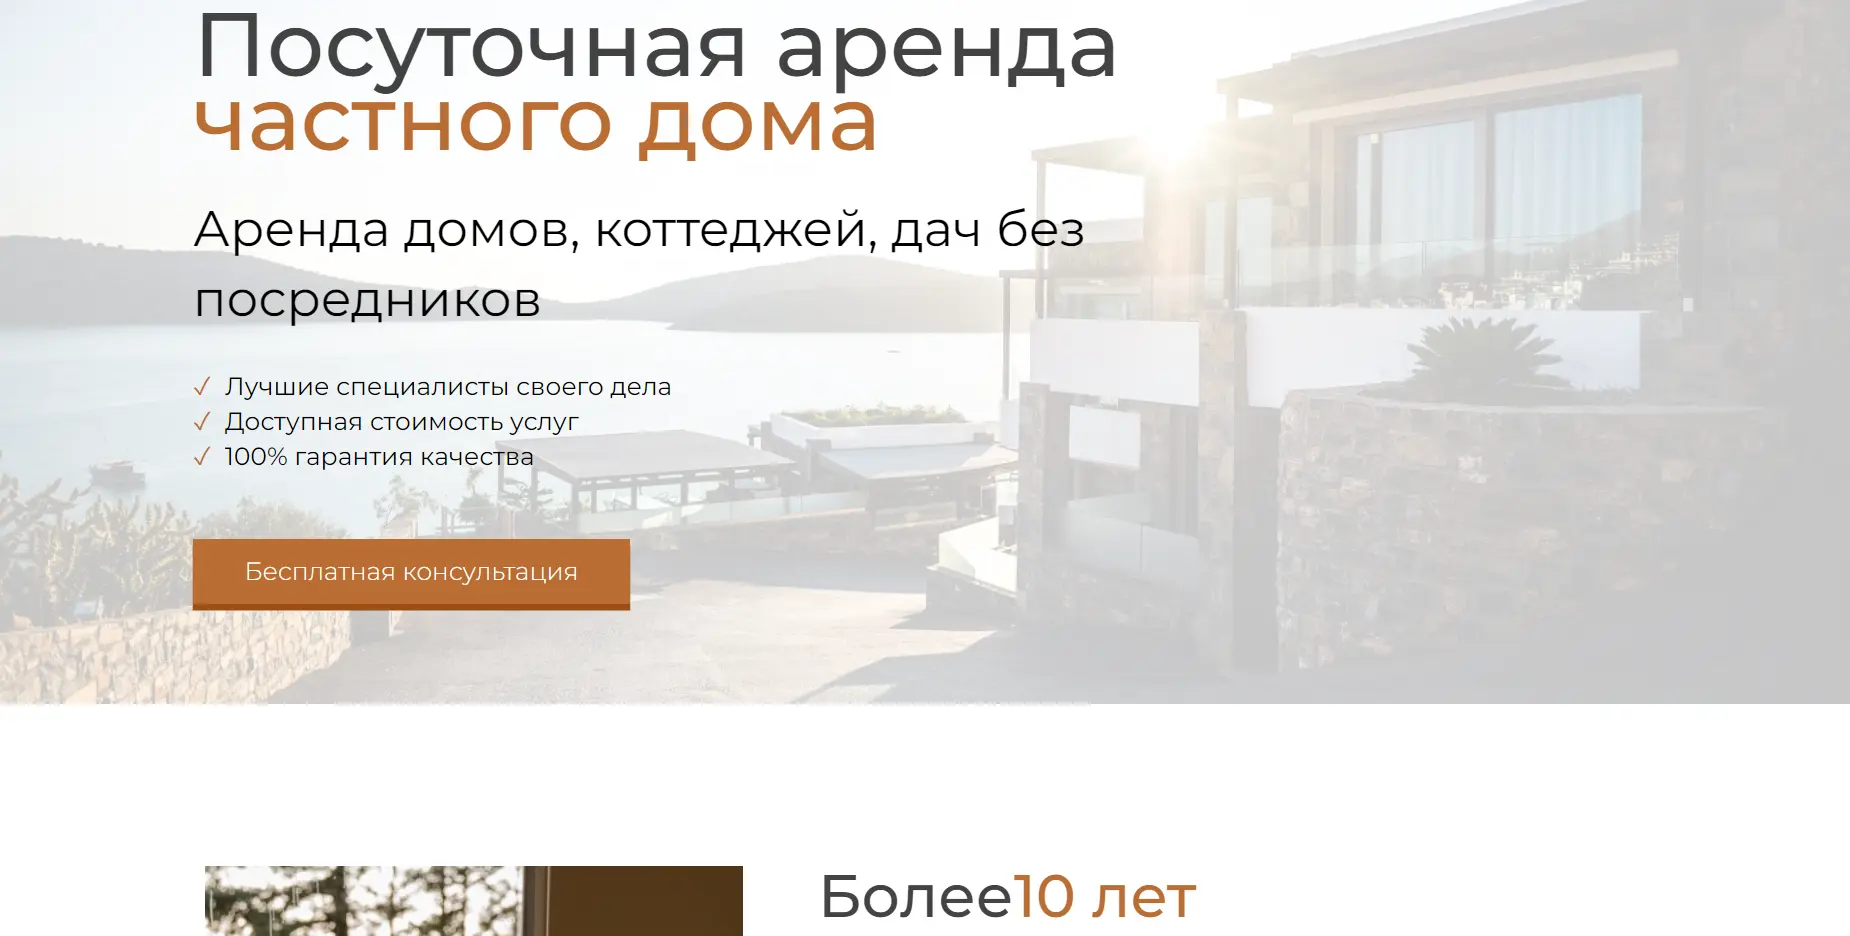 Посуточная аренда
частного дома
Аренда домов, коттеджей, дач без
посредников
✓ Лучшие специалисты своего дела
✓ Доступная стоимость услуг
✓ 100% гарантия качества
Бесплатная консультация
Более10 лет